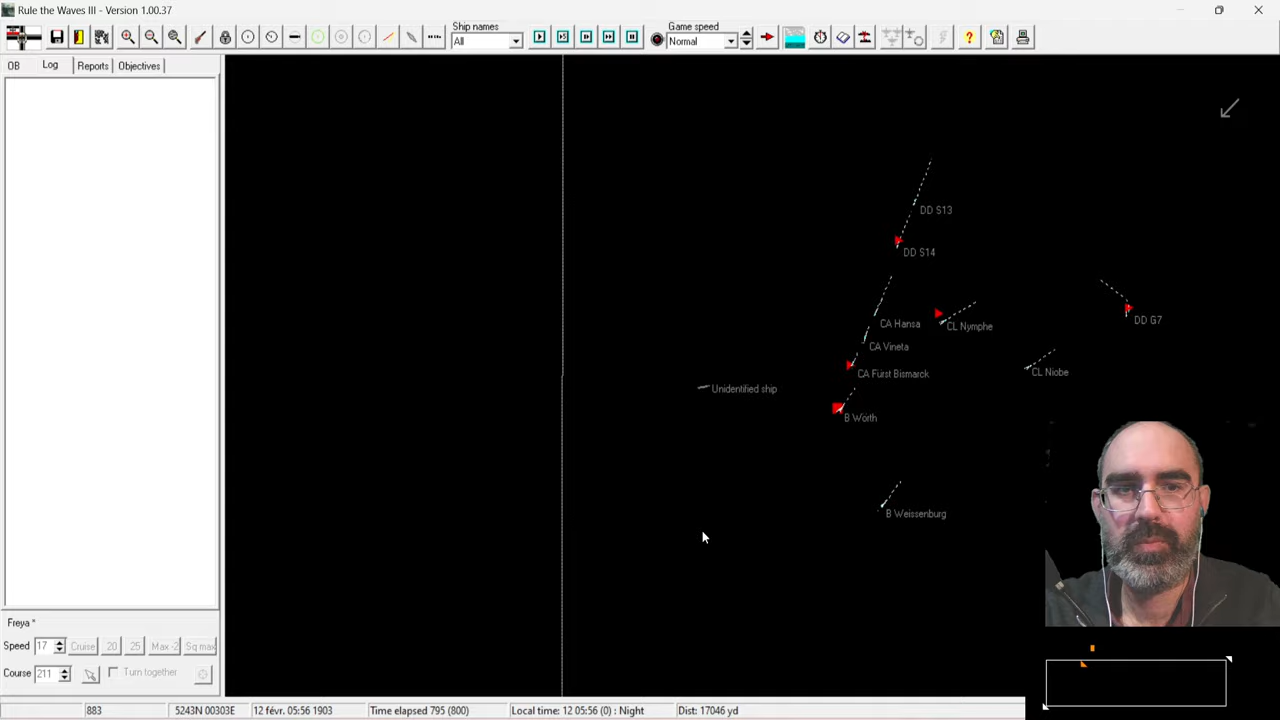 Rule the Waves III - Version 1.00.37
Ship names
All
Game speed
Normal
OB
Log
Reports
Objectives
DD S13
DD S14
CA Hansa
CL Nymphe
DD G7
CA Vineta
CA Fürst Bismarck
CL Niobe
Unidentified ship
B Wörth
B Weissenburg
Freya *
Speed 17 Cruise 20 25 Max -2 Sq max
Course 211 Turn together
883 5243N 00303E 12 févr. 05:56 1903 Time elapsed 795 (800) Local time: 12 05:56 (0) : Night Dist: 17046 yd